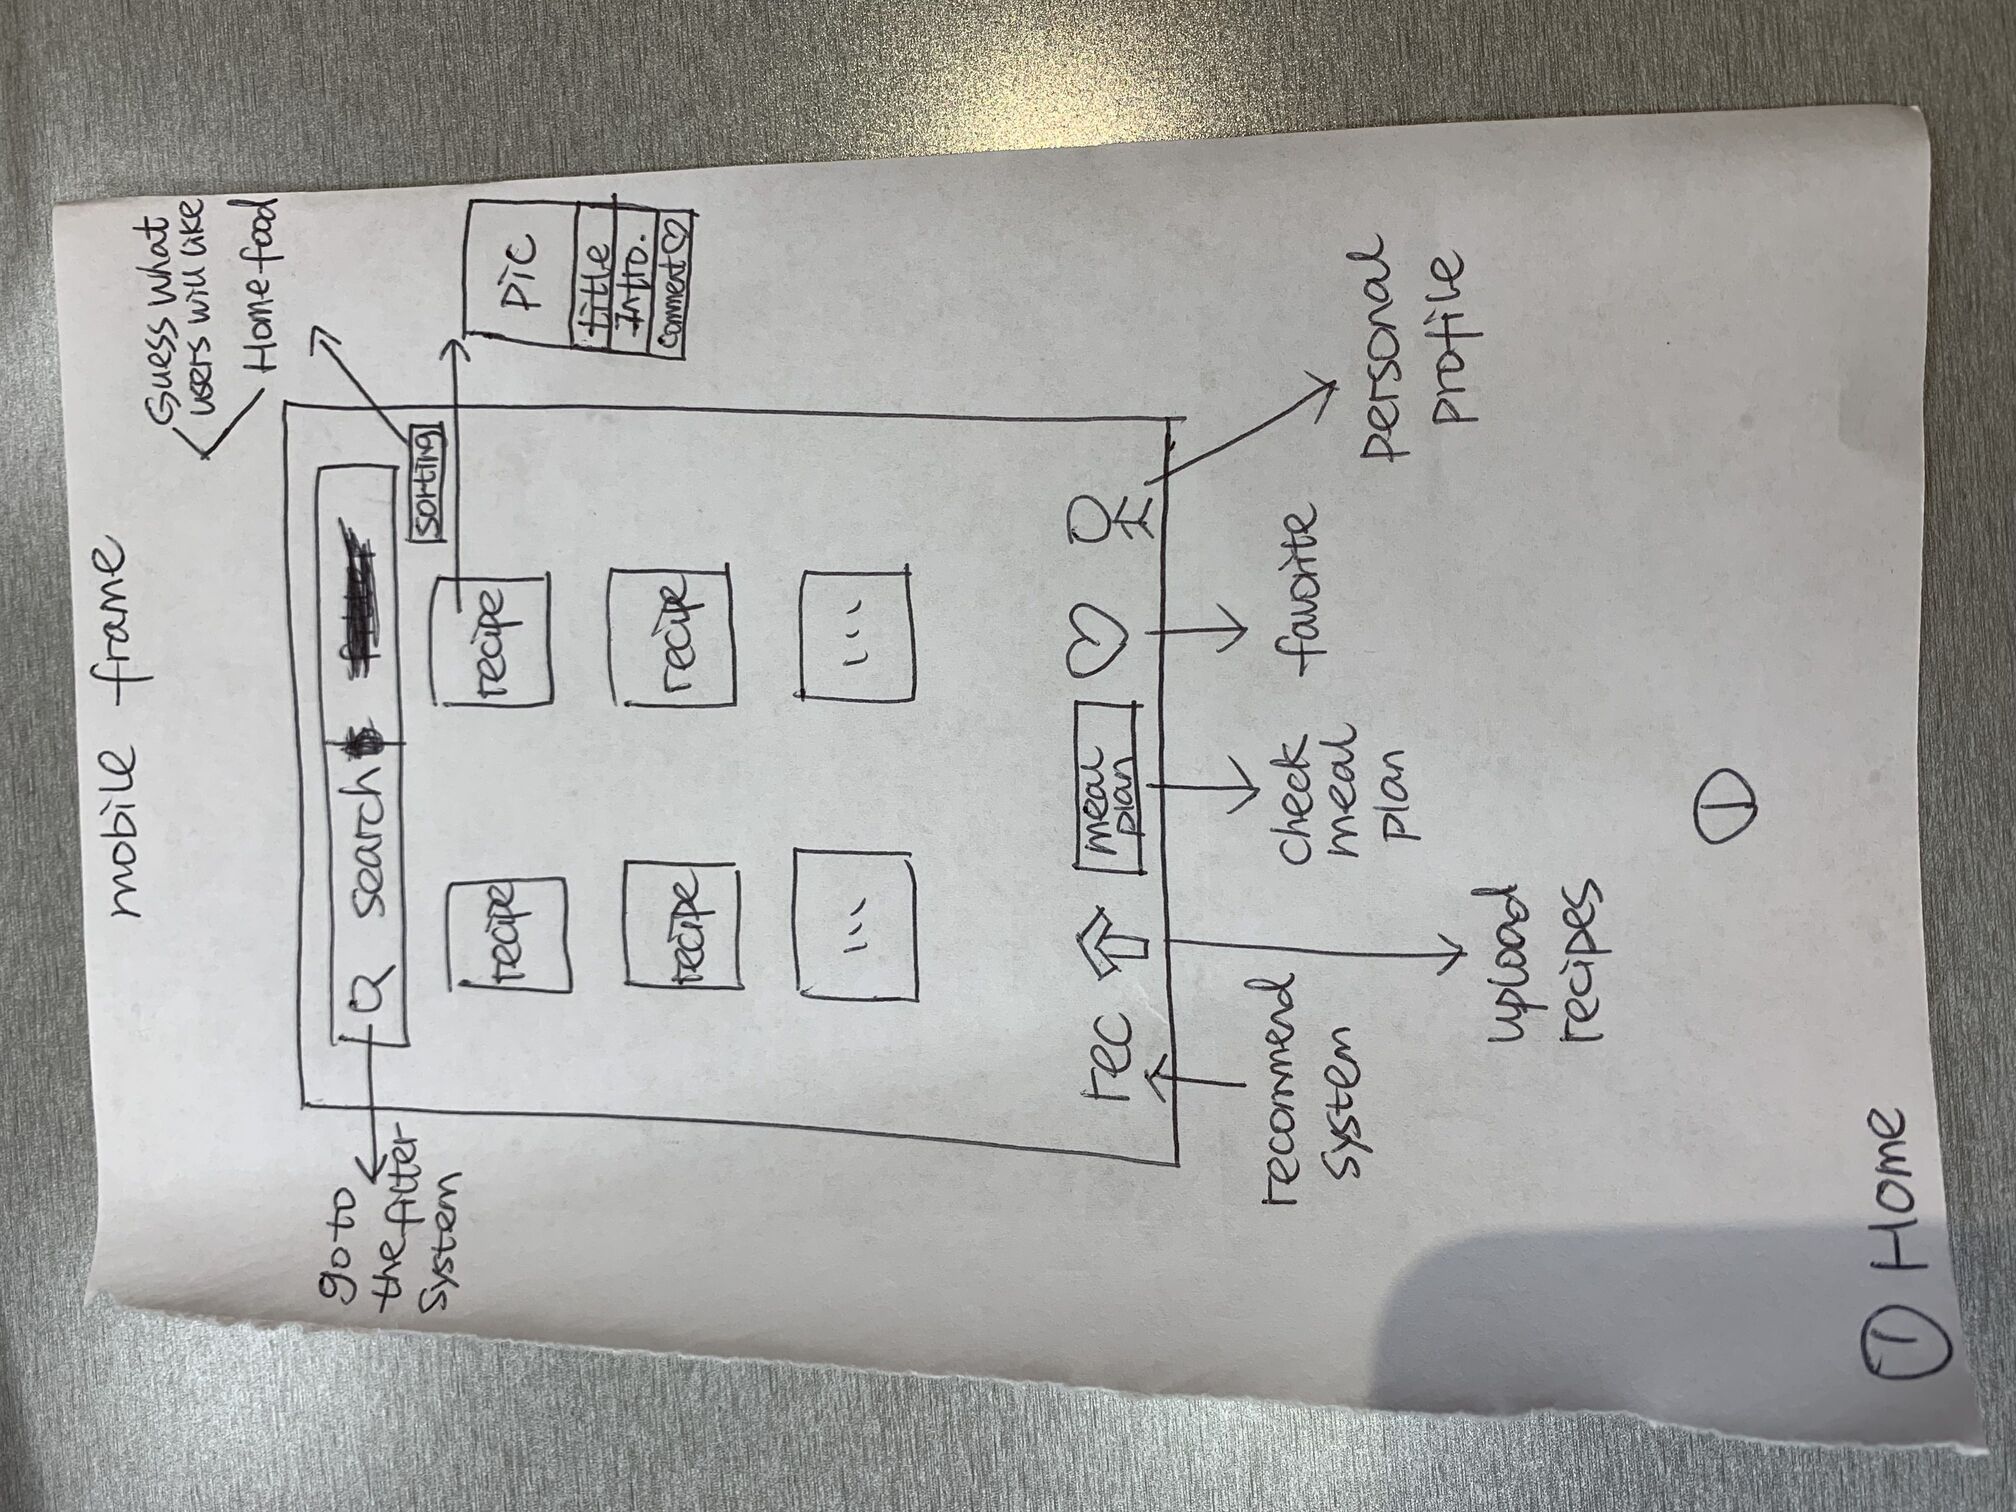 mobile frame
Guess what
users will like
Home food
go to
the filter
system
search
sorting
recipe
recipe
pic
title
Intro.
comment
recipe
recipe
...
...
rec
meal
plan
recommend
system
check
meal
plan
favorite
personal
profile
upload
recipes
①
① Home